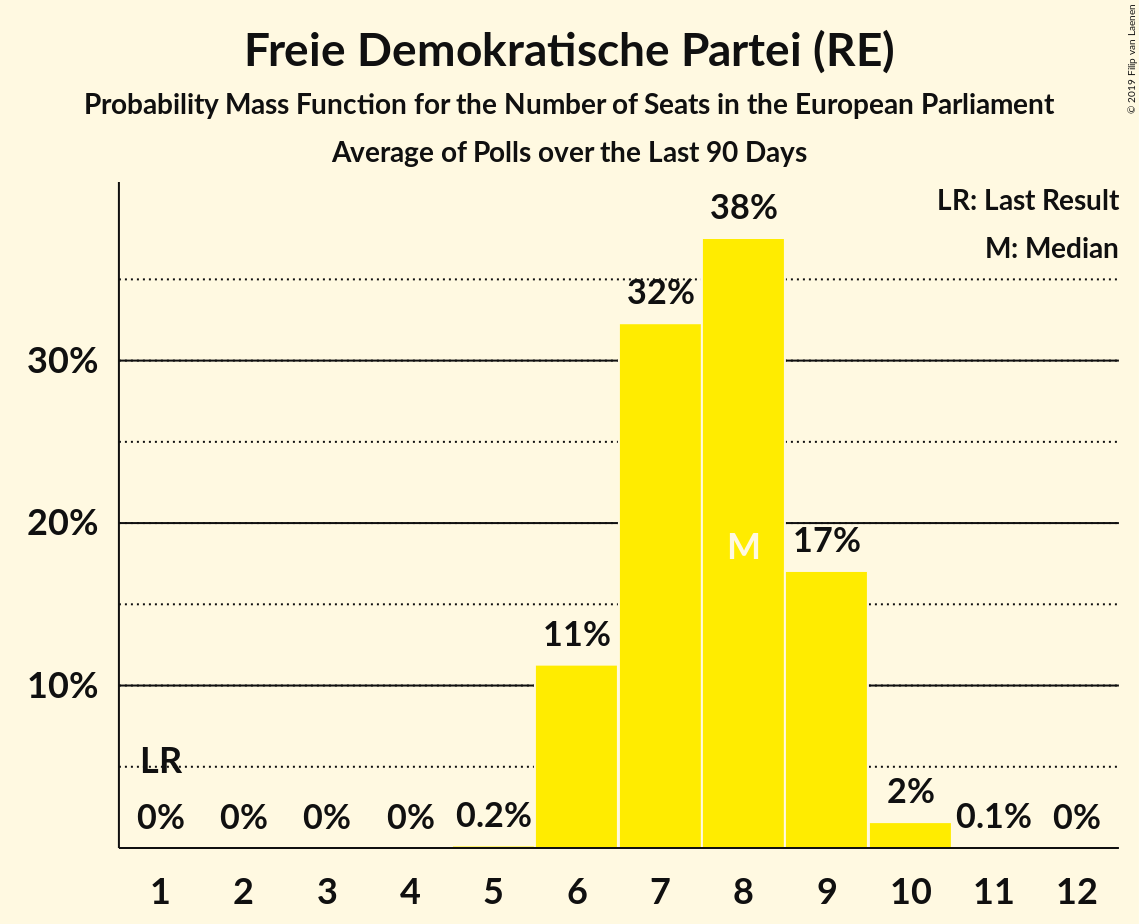 Freie Demokratische Partei (RE)
Probability Mass Function for the Number of Seats in the European Parliament
Average of Polls over the Last 90 Days
© 2019 Filip van Laenen
LR: Last Result
M: Median
38%
32%
30%
20%
M
17%
11%
10%
LR
2%
0% 0% 0% 0% 0.2% 0.1% 0%
1 2 3 4 5 6 7 8 9 10 11 12